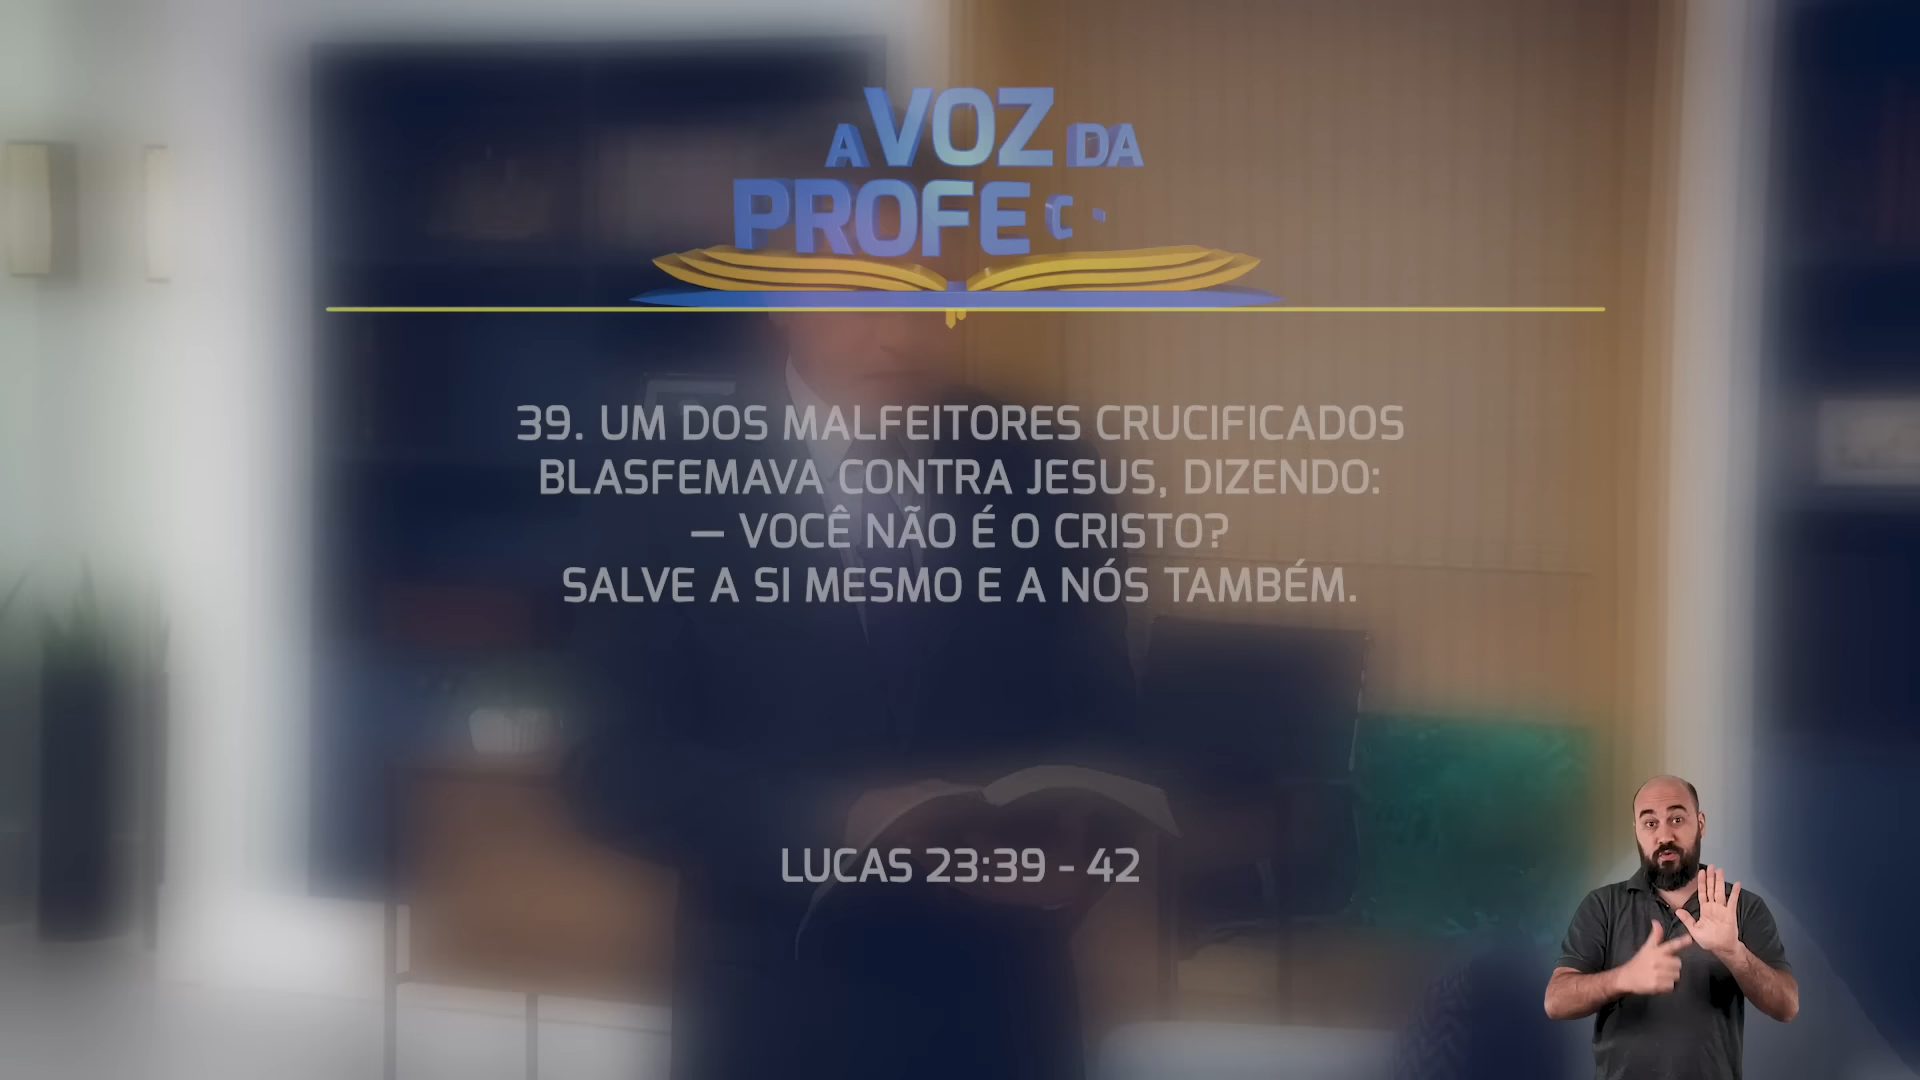 A VOZ DA
PROFEC
39. UM DOS MALFEITORES CRUCIFICADOS
BLASFEMAVA CONTRA JESUS, DIZENDO:
— VOCÊ NÃO É O CRISTO?
SALVE A SI MESMO E A NÓS TAMBÉM.
LUCAS 23:39 - 42